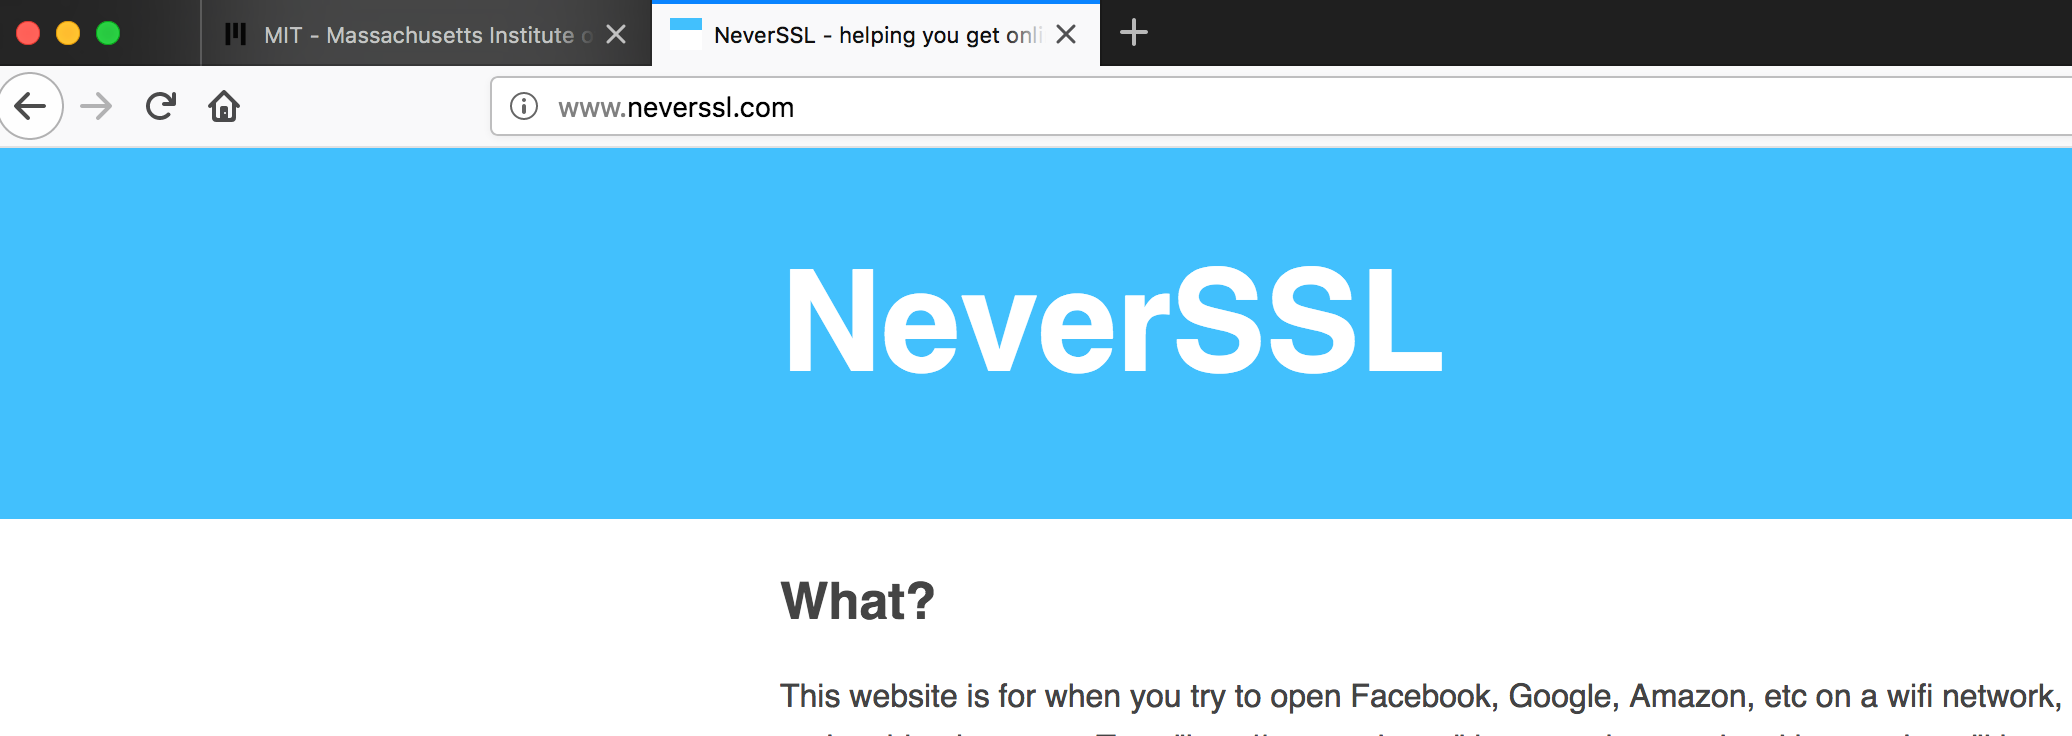 MIT - Massachusetts Institute o
NeverSSL - helping you get onli
www.neverssl.com
NeverSSL
What?
This website is for when you try to open Facebook, Google, Amazon, etc on a wifi network,